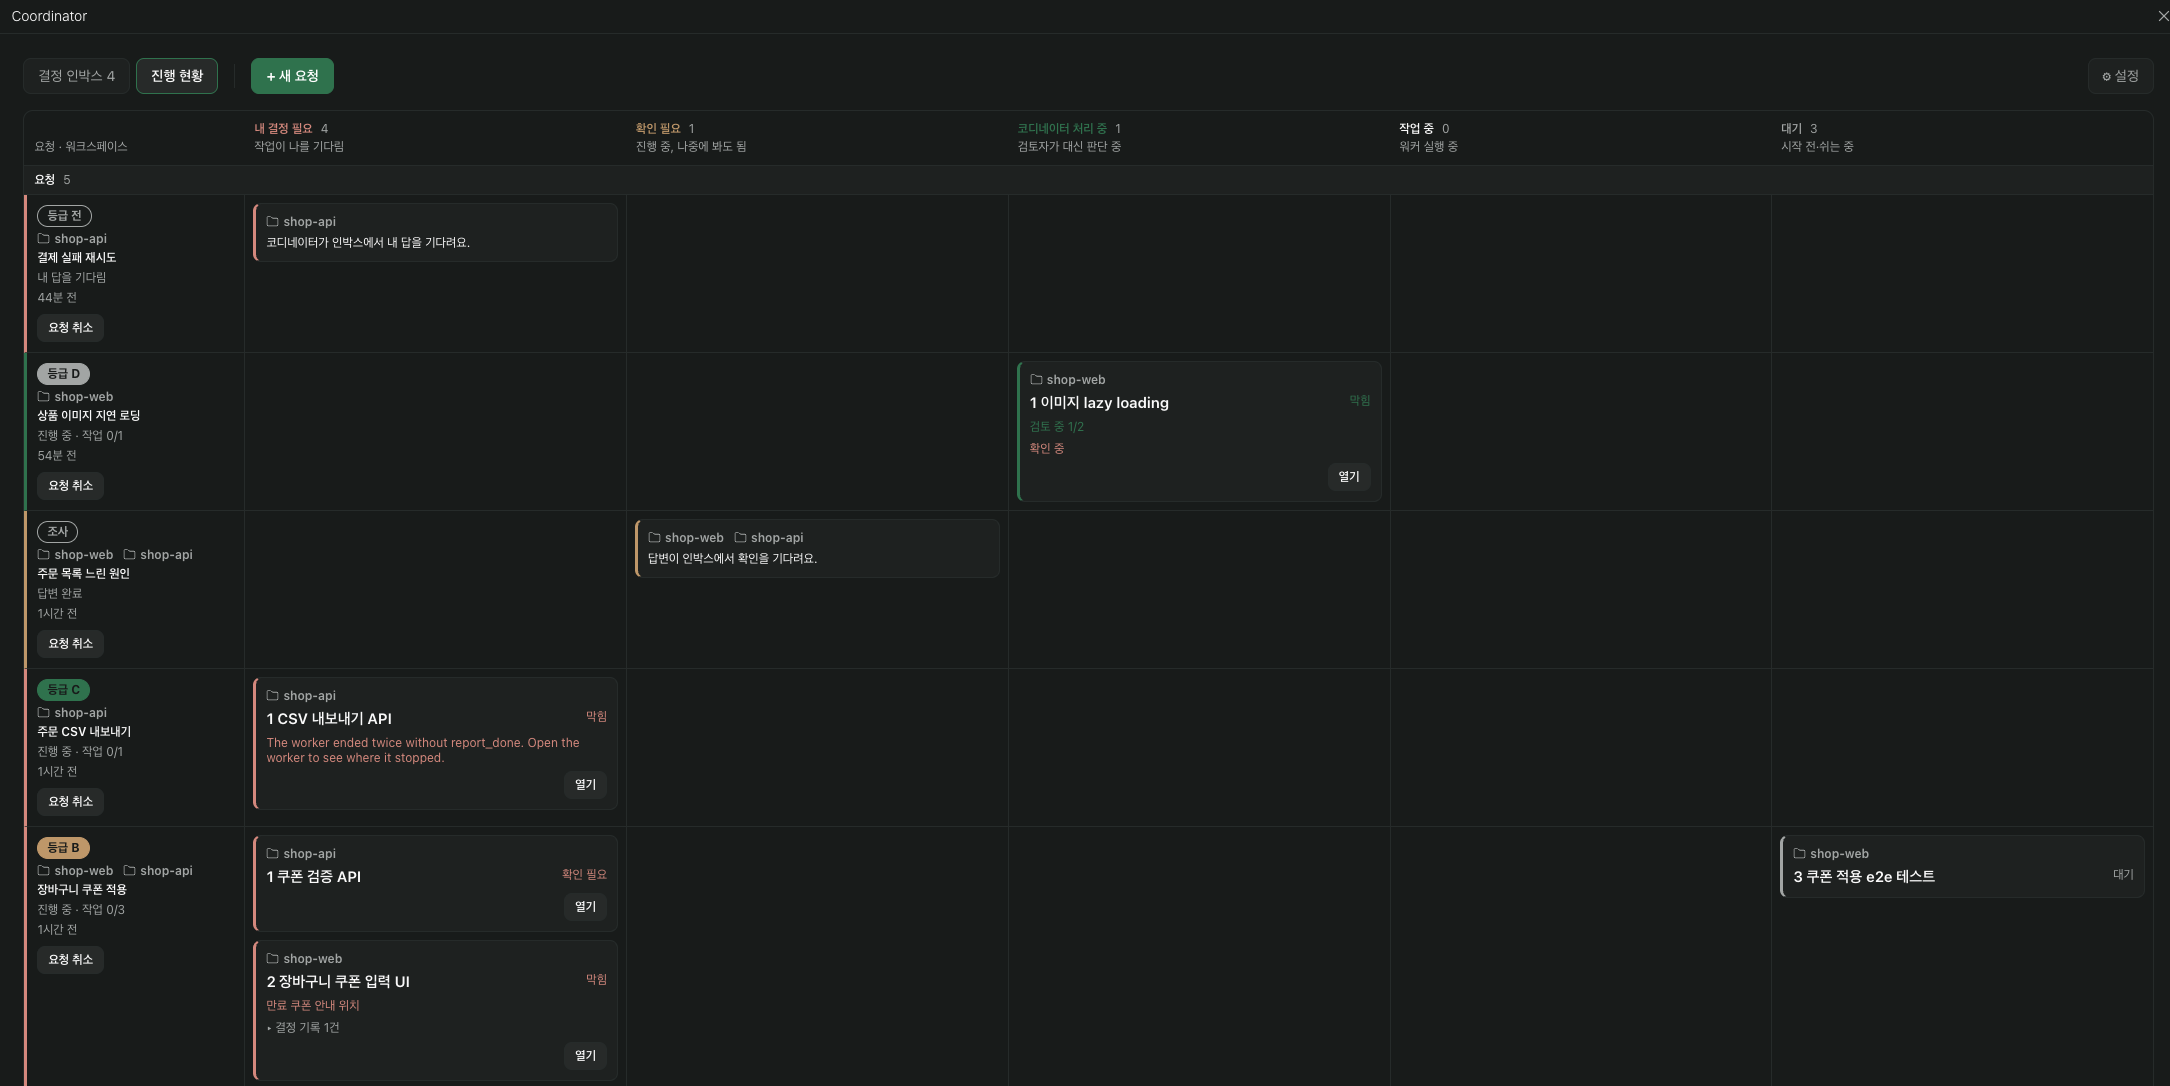 Coordinator
결정 인박스 4
진행 현황
+ 새 요청
설정
요청 · 워크스페이스
내 결정 필요 4
작업이 나를 기다림
확인 필요 1
진행 중, 나중에 봐도 됨
코디네이터 처리 중 1
검토자가 대신 판단 중
작업 중 0
워커 실행 중
대기 3
시작 전·쉬는 중
요청 5
등급 전
shop-api
결제 실패 재시도
내 답을 기다림
44분 전
요청 취소
shop-api
코디네이터가 인박스에서 내 답을 기다려요.
등급 D
shop-web
상품 이미지 지연 로딩
진행 중 · 작업 0/1
54분 전
요청 취소
shop-web
1 이미지 lazy loading
막힘
검토 중 1/2
확인 중
열기
조사
shop-web shop-api
주문 목록 느린 원인
답변 완료
1시간 전
요청 취소
shop-web shop-api
답변이 인박스에서 확인을 기다려요.
등급 C
shop-api
주문 CSV 내보내기
진행 중 · 작업 0/1
1시간 전
요청 취소
shop-api
1 CSV 내보내기 API
막힘
The worker ended twice without report_done. Open the
worker to see where it stopped.
열기
등급 B
shop-web shop-api
장바구니 쿠폰 적용
진행 중 · 작업 0/3
1시간 전
요청 취소
shop-api
1 쿠폰 검증 API
확인 필요
열기
shop-web
2 장바구니 쿠폰 입력 UI
막힘
만료 쿠폰 안내 위치
결정 기록 1건
열기
shop-web
3 쿠폰 적용 e2e 테스트
대기